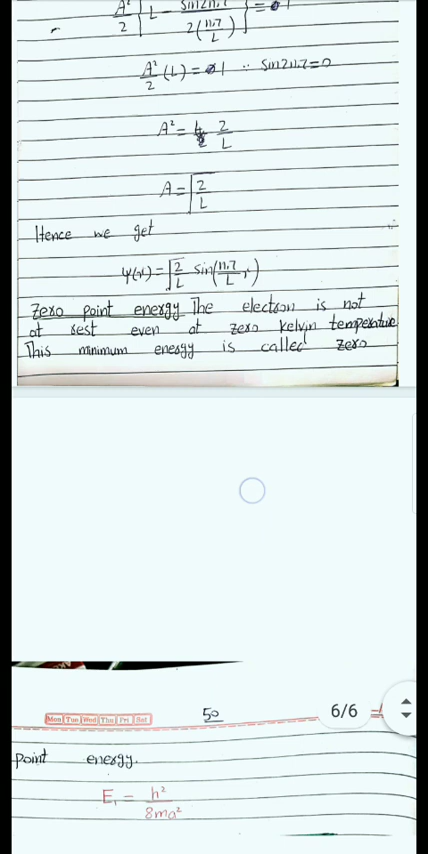 A²/2 { L - sin2nπ / 2(nπ/L) } = 1
A²/2 (L) = 1 ∵ sin2nπ=0
A² = 2/L
A = √2/L
Hence we get
ψ(x) = √2/L sin(nπ/L x)
Zero point energy The electron is not
at rest even at zero kelvin temperature
This minimum energy is called zero
Mon Tue Wed Thu Fri Sat 50 6/6
point energy.
E₁ = h²/8ma²